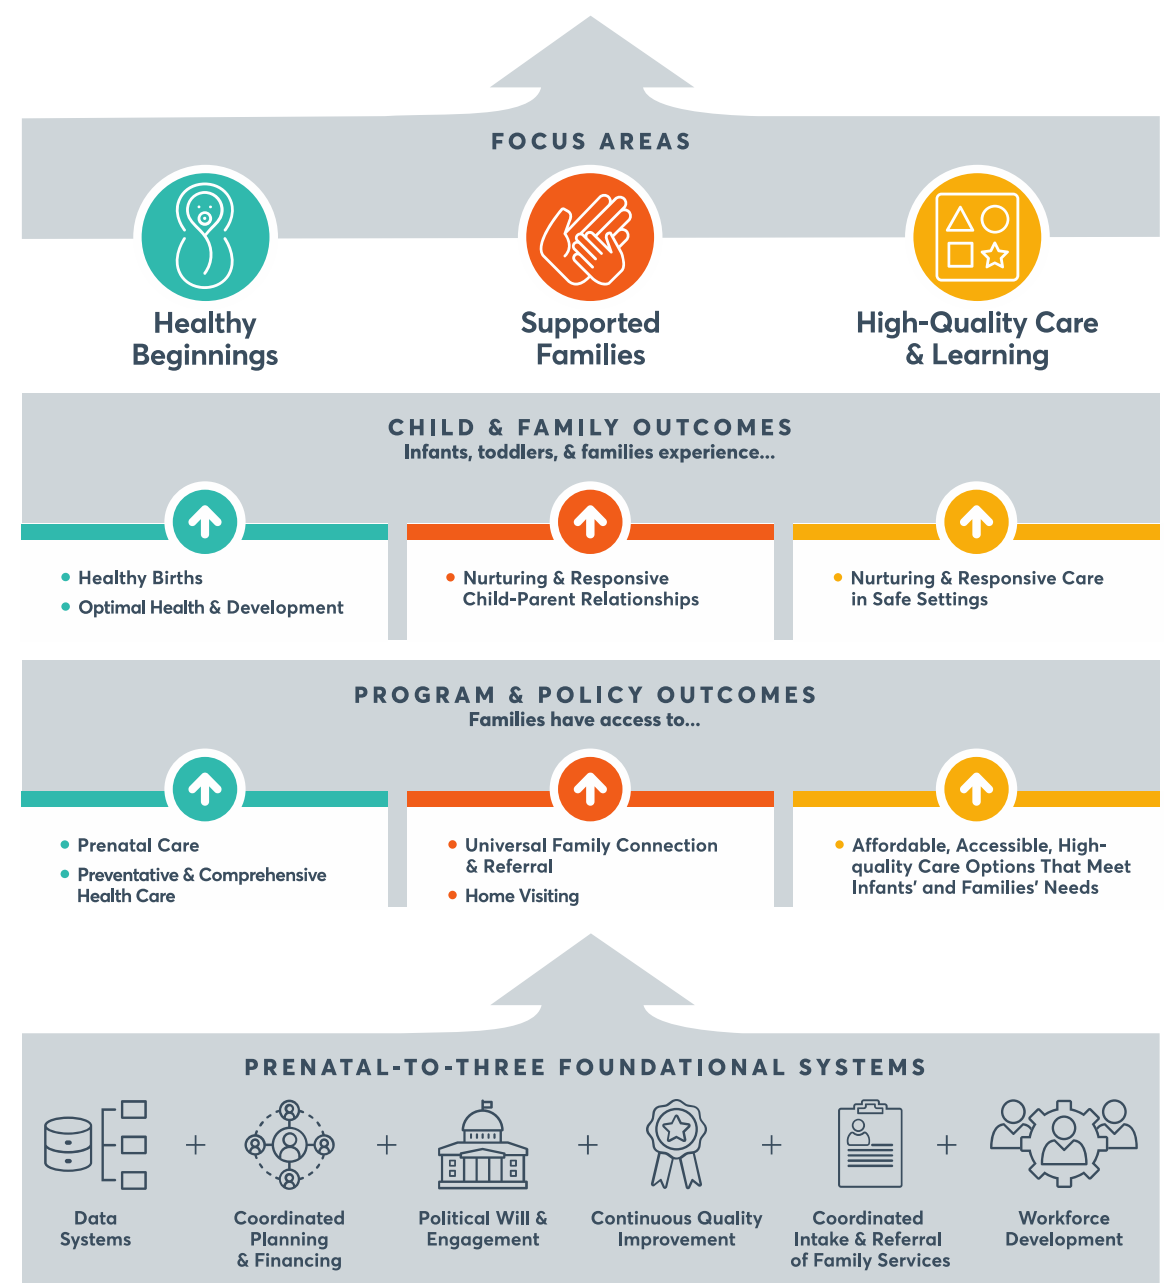 FOCUS AREAS
Healthy
Beginnings
Supported
Families
High-Quality Care
& Learning
CHILD & FAMILY OUTCOMES
Infants, toddlers, & families experience...
• Healthy Births
• Optimal Health & Development
• Nurturing & Responsive
Child-Parent Relationships
• Nurturing & Responsive Care
in Safe Settings
PROGRAM & POLICY OUTCOMES
Families have access to...
• Prenatal Care
• Preventative & Comprehensive
Health Care
• Universal Family Connection
& Referral
• Home Visiting
• Affordable, Accessible, High-
quality Care Options That Meet
Infants’ and Families’ Needs
PRENATAL-TO-THREE FOUNDATIONAL SYSTEMS
+ + + + +
Data
Systems
Coordinated
Planning
& Financing
Political Will &
Engagement
Continuous Quality
Improvement
Coordinated
Intake & Referral
of Family Services
Workforce
Development